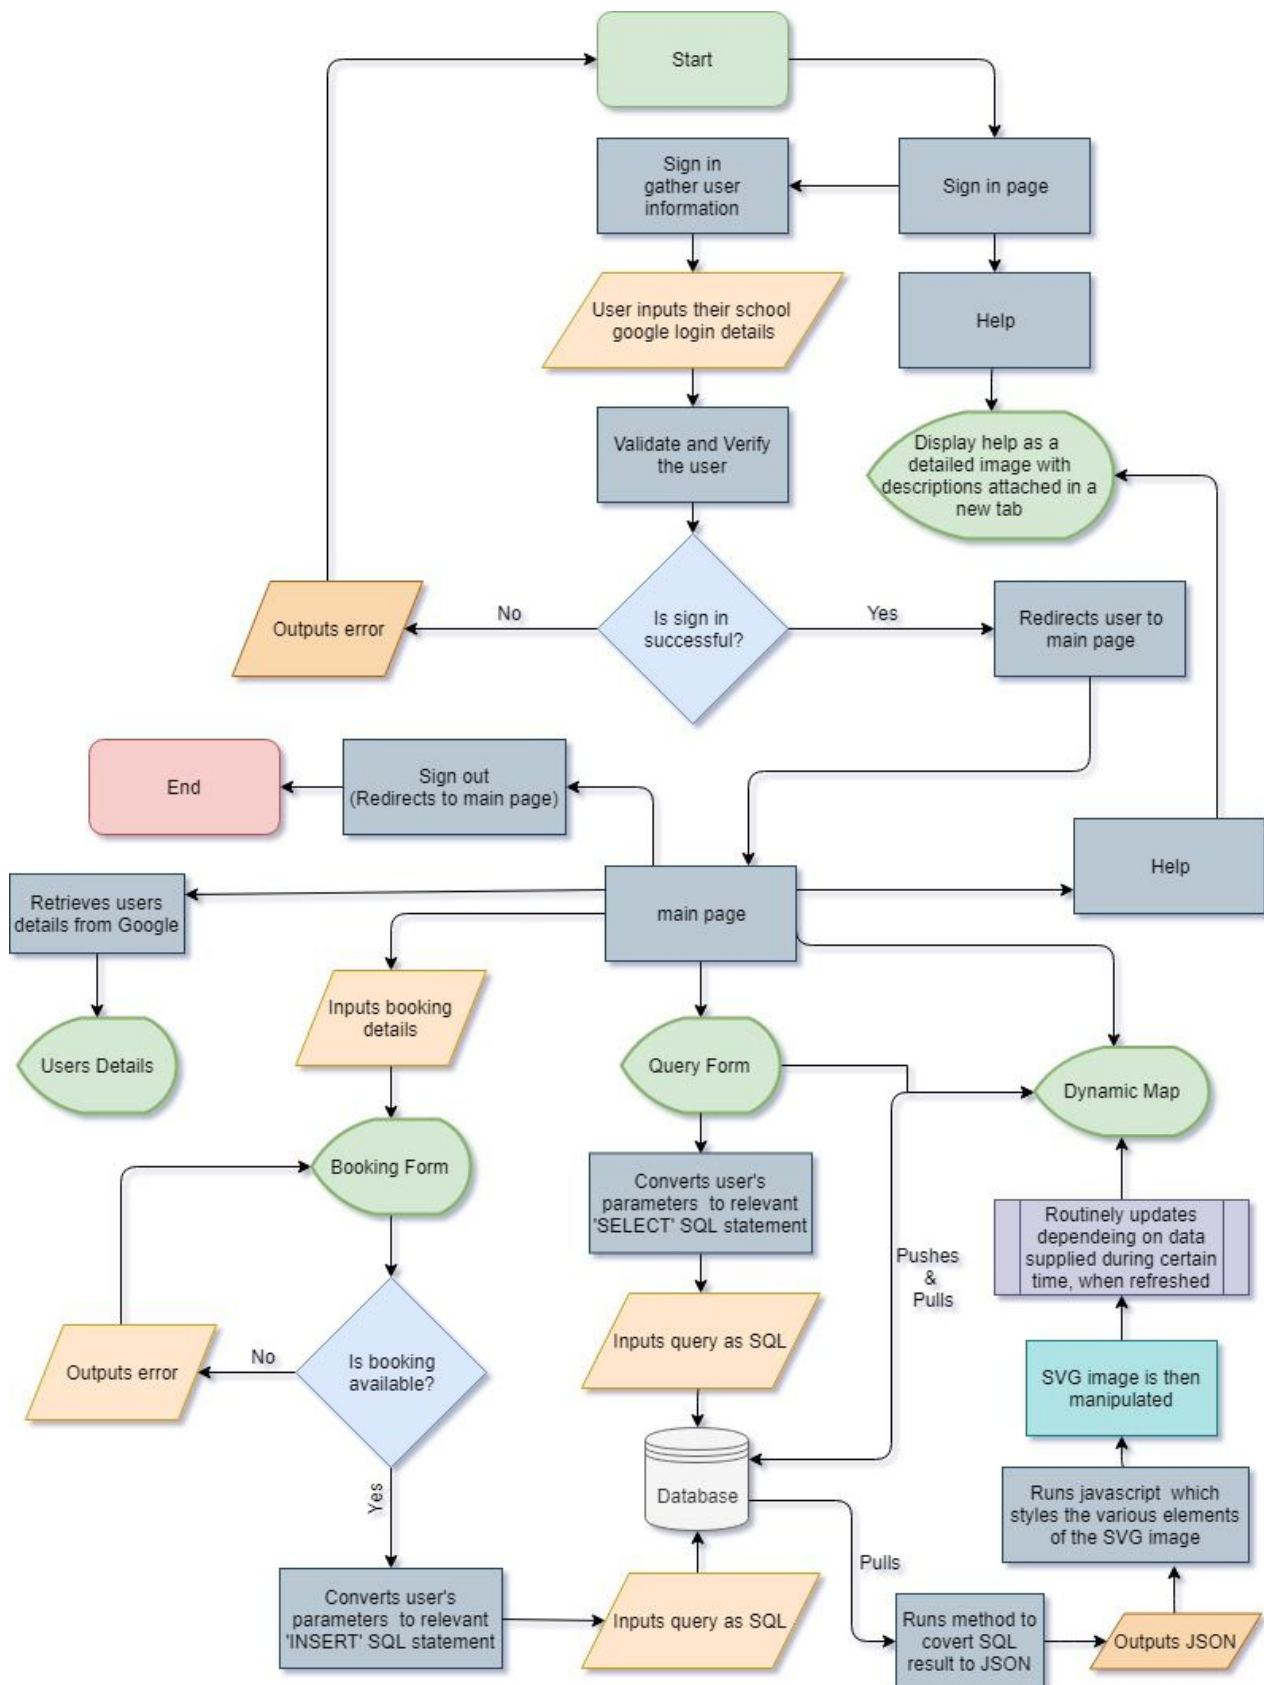 Start
Sign in
gather user
information
Sign in page
User inputs their school
google login details
Help
Validate and Verify
the user
Display help as a
detailed image with
descriptions attached in a
new tab
Outputs error
No
Is sign in
successful?
Yes
Redirects user to
main page
End
Sign out
(Redirects to main page)
Help
Retrieves users
details from Google
main page
Inputs booking
details
Users Details
Query Form
Dynamic Map
Booking Form
Converts user's
parameters to relevant
'SELECT' SQL statement
Routinely updates
dependeing on data
supplied during certain
time, when refreshed
Pushes
&
Pulls
Inputs query as SQL
Outputs error
No
Is booking
available?
SVG image is then
manipulated
Yes
Database
Runs javascript which
styles the various elements
of the SVG image
Pulls
Converts user's
parameters to relevant
'INSERT' SQL statement
Inputs query as SQL
Runs method to
covert SQL
result to JSON
Outputs JSON